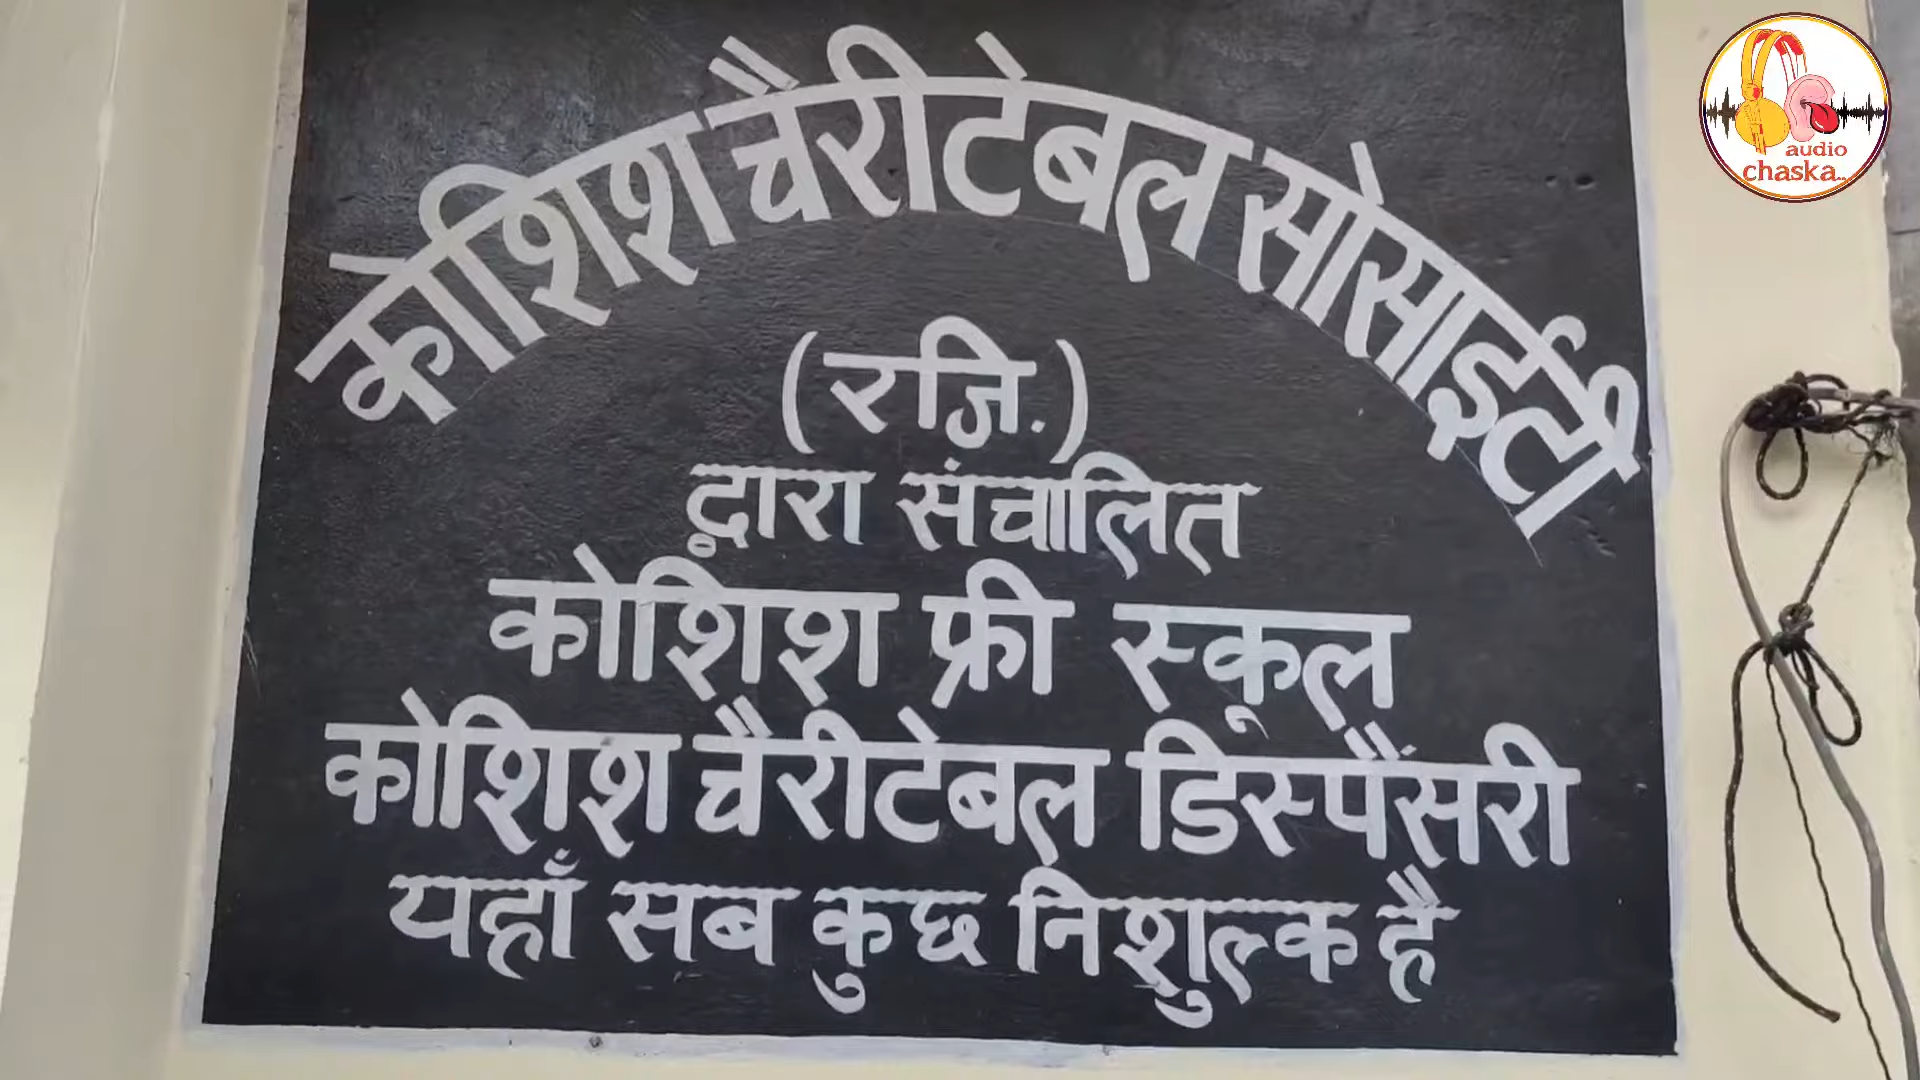 कोशिश चैरीटेबल सोसाईटी
(रजि.)
द्वारा संचालित
कोशिश फ्री स्कूल
कोशिश चैरीटेबल डिस्पैंसरी
यहाँ सब कुछ निशुल्क है
audio
chaska..